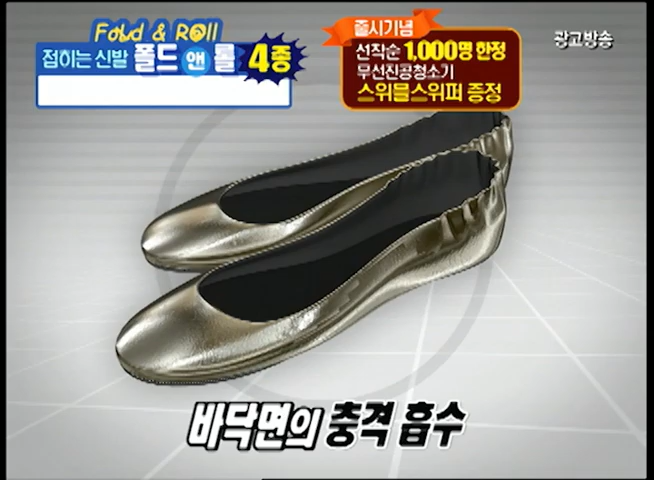 Fold & Roll
접히는 신발 폴드 앤 롤 4종
출시기념
선착순 1,000명 한정
무선진공청소기
스위블스위퍼 증정
광고방송
바닥면의 충격 흡수